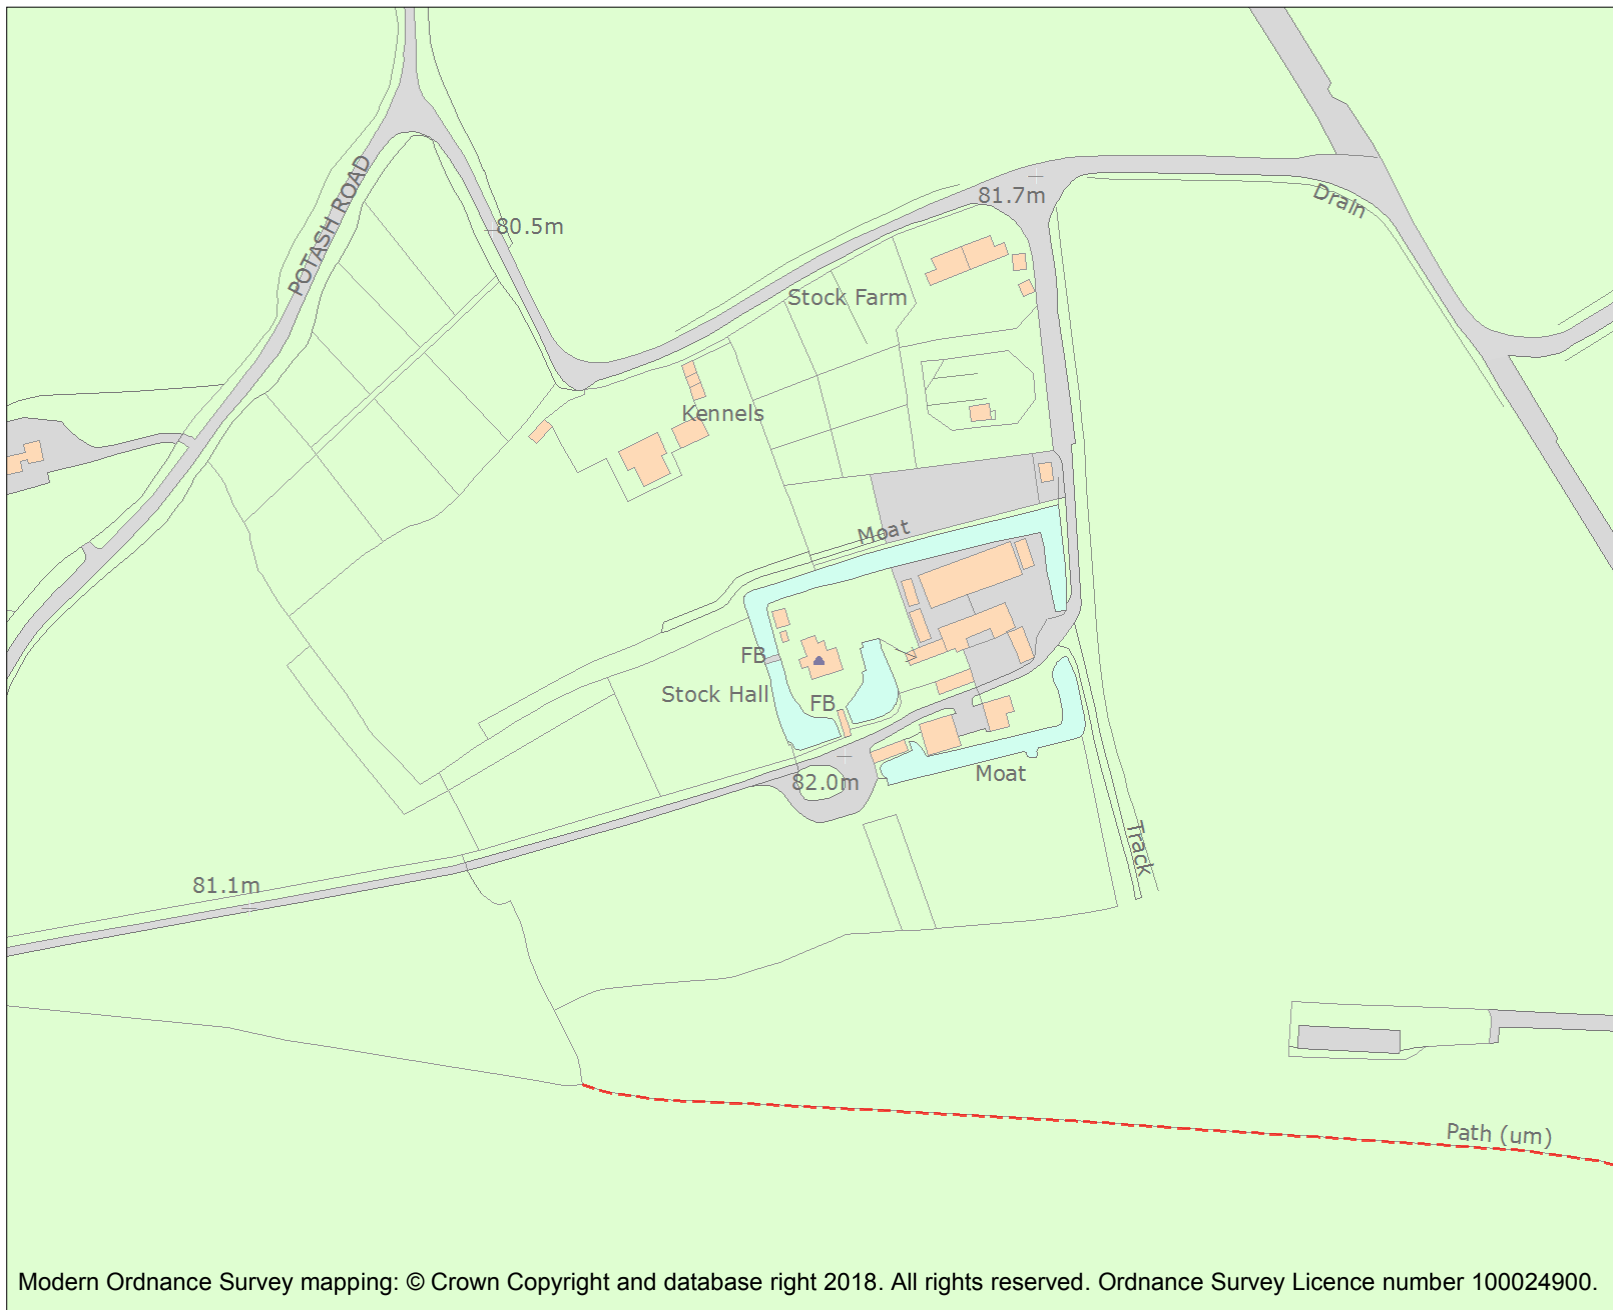 POTASH ROAD
80.5m
81.7m
Drain
Stock Farm
Kennels
Moat
FB
Stock Hall
FB
82.0m
Moat
Track
81.1m
Path (um)
Modern Ordnance Survey mapping: © Crown Copyright and database right 2018. All rights reserved. Ordnance Survey Licence number 100024900.